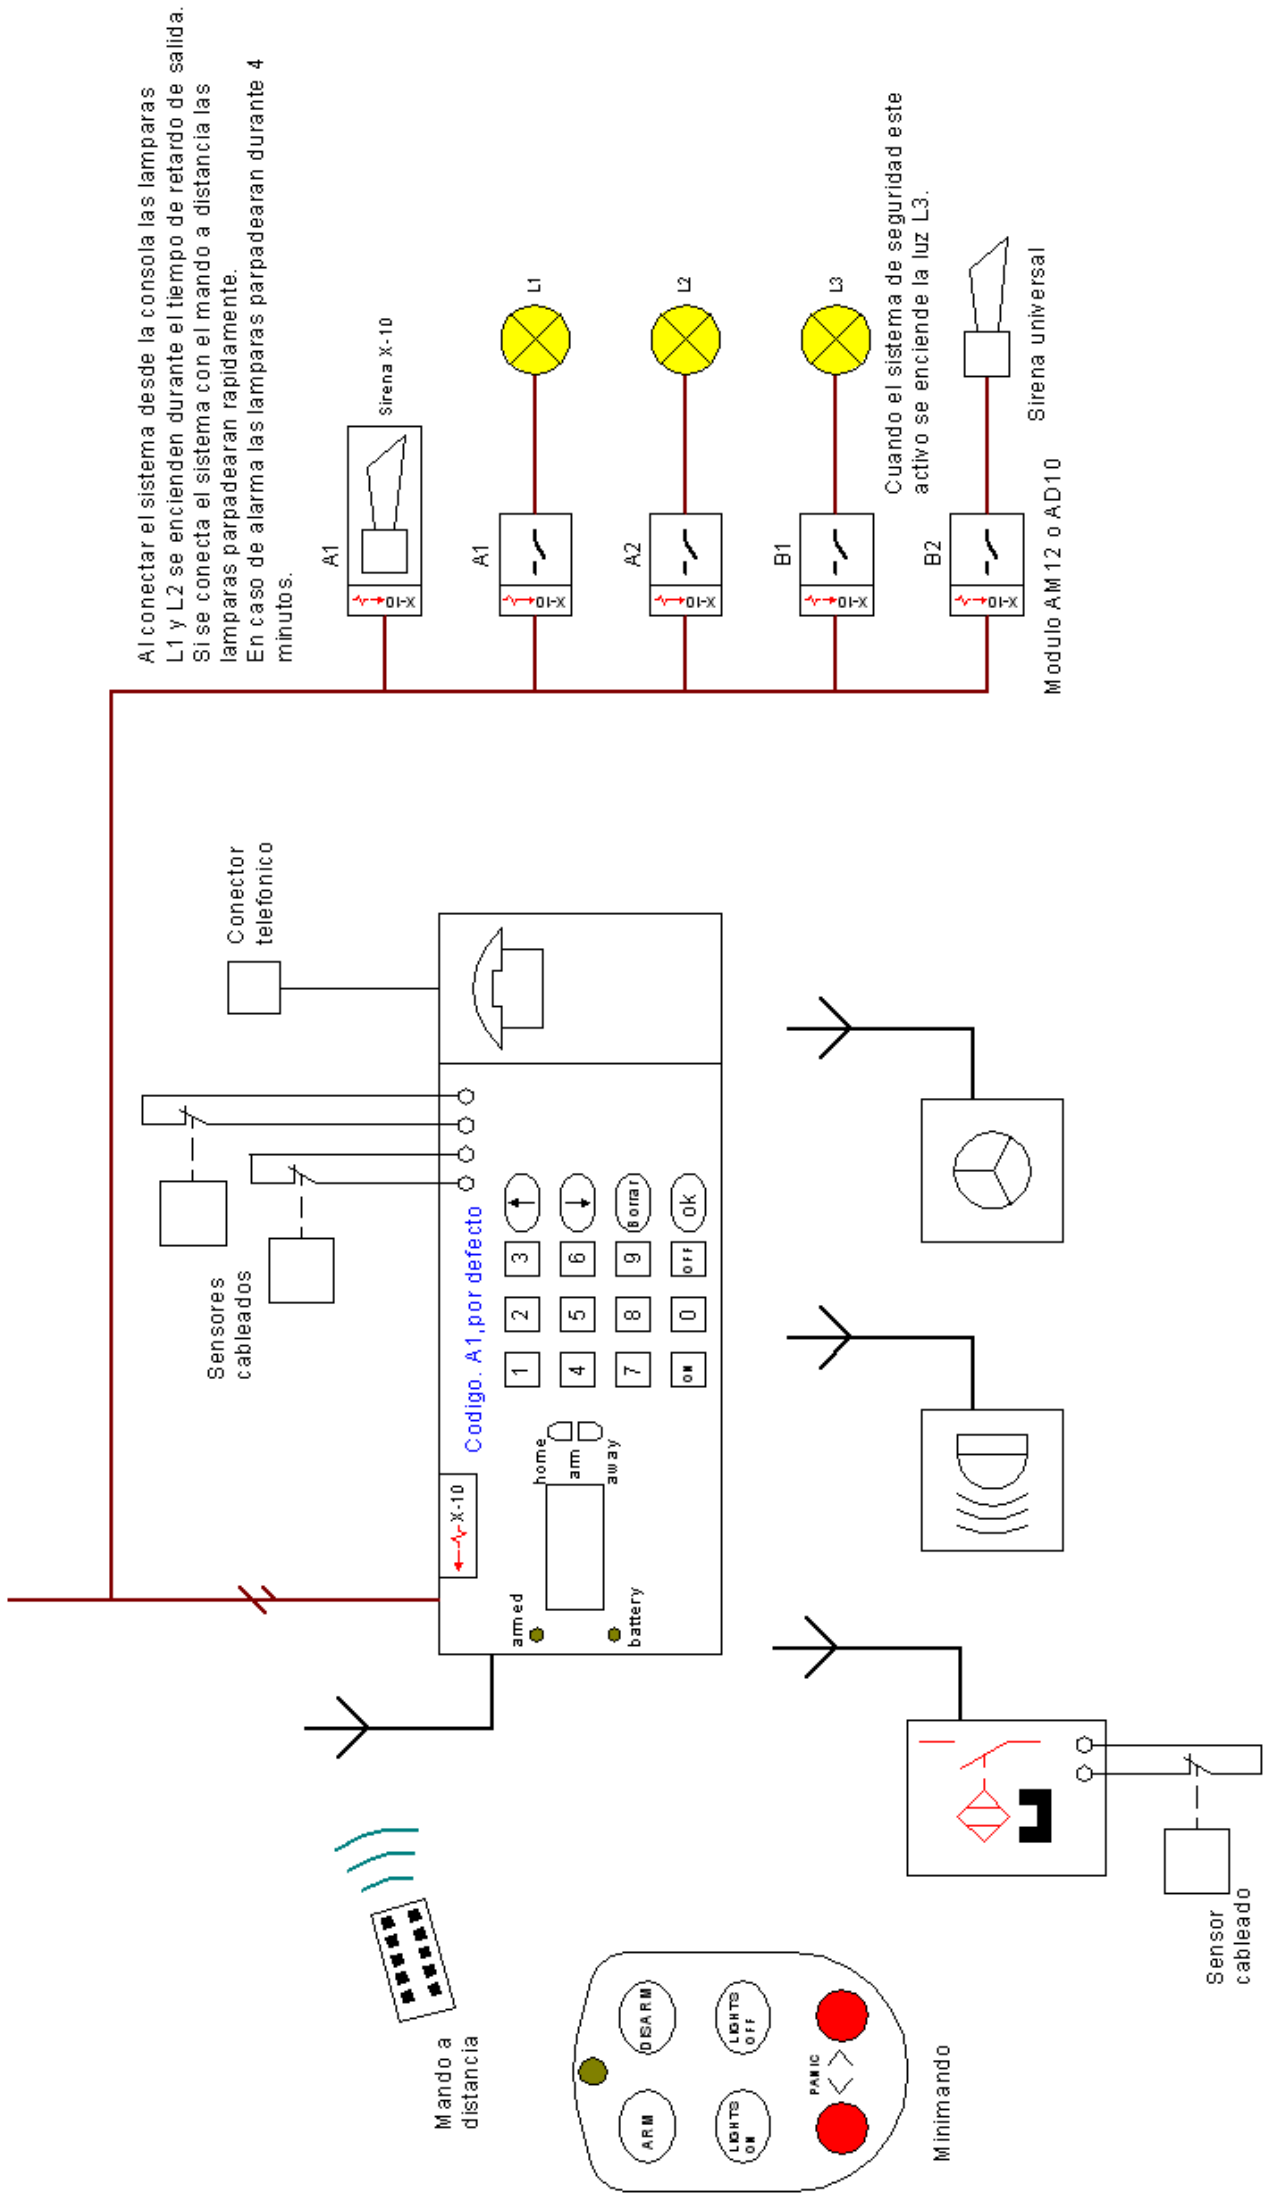 Al conectar el sistema desde la consola las lamparas
L1 y L2 se encienden durante el tiempo de retardo de salida.
Si se conecta el sistema con el mando a distancia las
lamparas parpadearan rapidamente.
En caso de alarma las lamparas parpadearan durante 4
minutos.
Sensores
cableados
Conector
telefonico
A1
X-10
Sirena X-10
A1
X-10
L1
A2
X-10
L2
B1
X-10
L3
Cuando el sistema de seguridad este
activo se enciende la luz L3.
B2
X-10
Sirena universal
Modulo AM12 o AD10
X-10
Codigo. A1,por defecto
armed
battery
home
arm
away
1 2 3
4 5 6
7 8 9 Borrar
ON 0 OFF ok
Mando a
distancia
ARM DISARM
LIGHTS
ON
LIGHTS
OFF
PANIC
< >
Minimando
Sensor
cableado